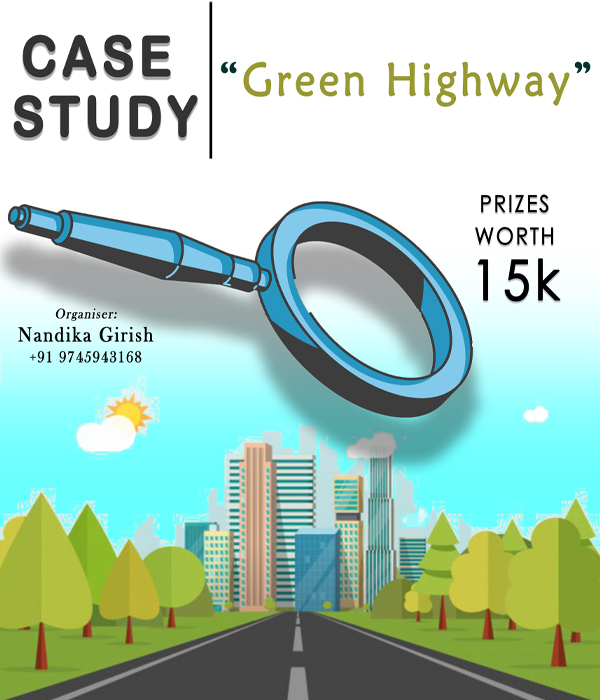 CASE
STUDY
“Green Highway”
PRIZES
WORTH
15k
Organiser:
Nandika Girish
+91 9745943168